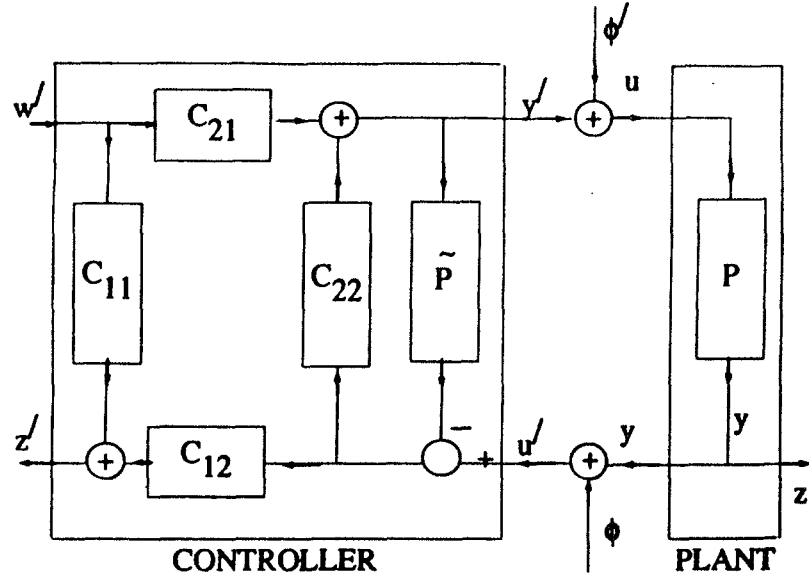 ϕ′
w′
C21
+
y′
+
u
C11
C22
P̃
P
z′
+
C12
−
+
u′
+
y
y
z
ϕ
CONTROLLER
PLANT